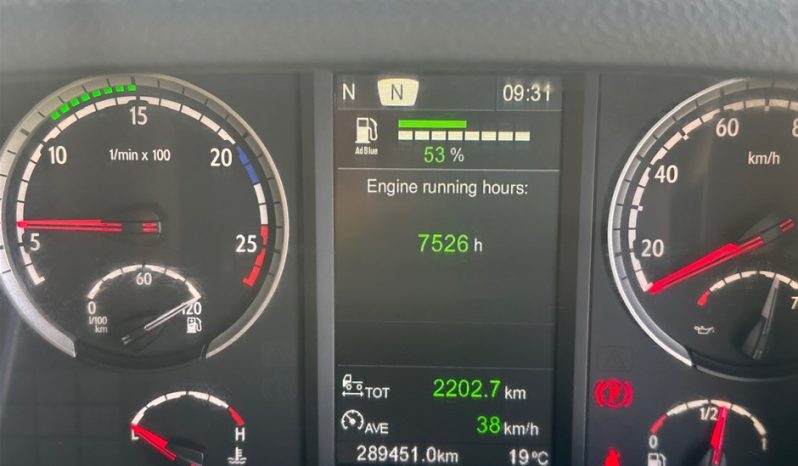 N N 09:31
AdBlue 53 %
Engine running hours:
7526 h
TOT 2202.7 km
AVE 38 km/h
289451.0km 19°C
5 10 15 20 25
1/min x 100
0 60 120
l/100 km
L H
20 40 60 8
km/h
7
0 1/2
P